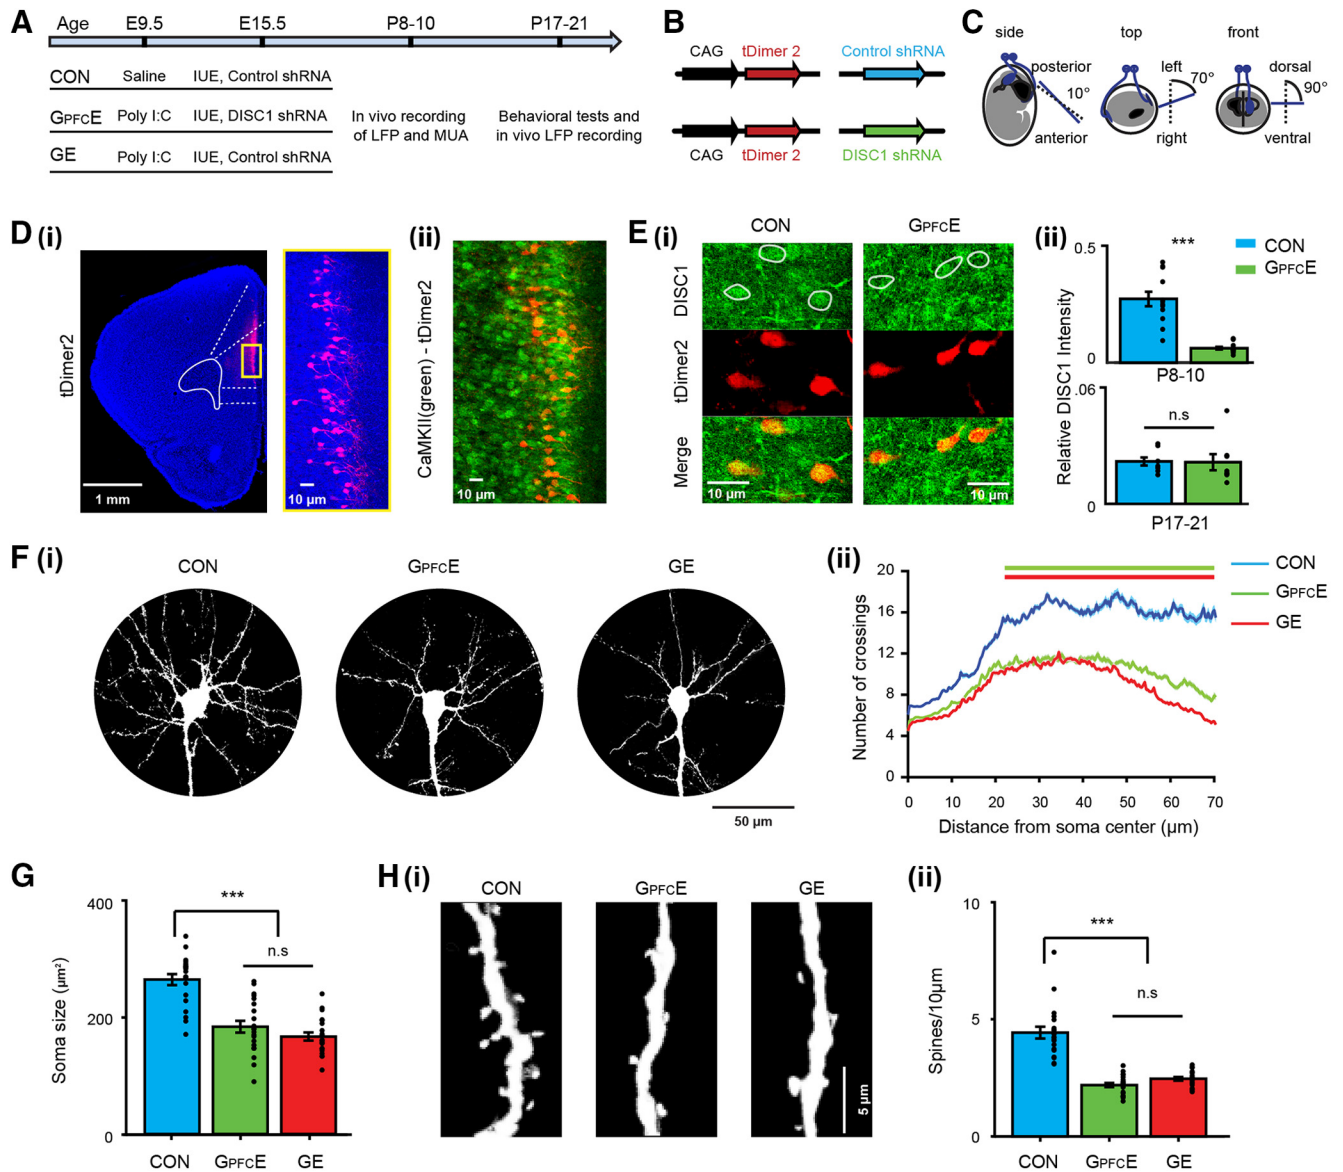 A
Age E9.5 E15.5 P8-10 P17-21
CON Saline IUE, Control shRNA
GPFCE Poly I:C IUE, DISC1 shRNA
GE Poly I:C IUE, Control shRNA
In vivo recording
of LFP and MUA
Behavioral tests and
in vivo LFP recording
B
CAG tDimer 2 Control shRNA
CAG tDimer 2 DISC1 shRNA
C
side top front
posterior
10°
anterior
left
70°
right
dorsal
90°
ventral
D (i)
tDimer2
1 mm
10 µm
(ii)
CaMKII(green) - tDimer2
10 µm
E (i)
CON GPFCE
DISC1
tDimer2
Merge
10 µm
10 µm
(ii)
CON
GPFCE
Relative DISC1 Intensity
0.5
***
0
P8-10
.06
n.s
0
P17-21
F (i)
CON GPFCE GE
50 µm
(ii)
CON
GPFCE
GE
Number of crossings
20
16
12
8
4
0
0 10 20 30 40 50 60 70
Distance from soma center (µm)
G
Soma size (µm²)
400
200
0
***
n.s
CON GPFCE GE
H (i)
CON GPFCE GE
5 µm
(ii)
Spines/10µm
10
5
0
***
n.s
CON GPFCE GE